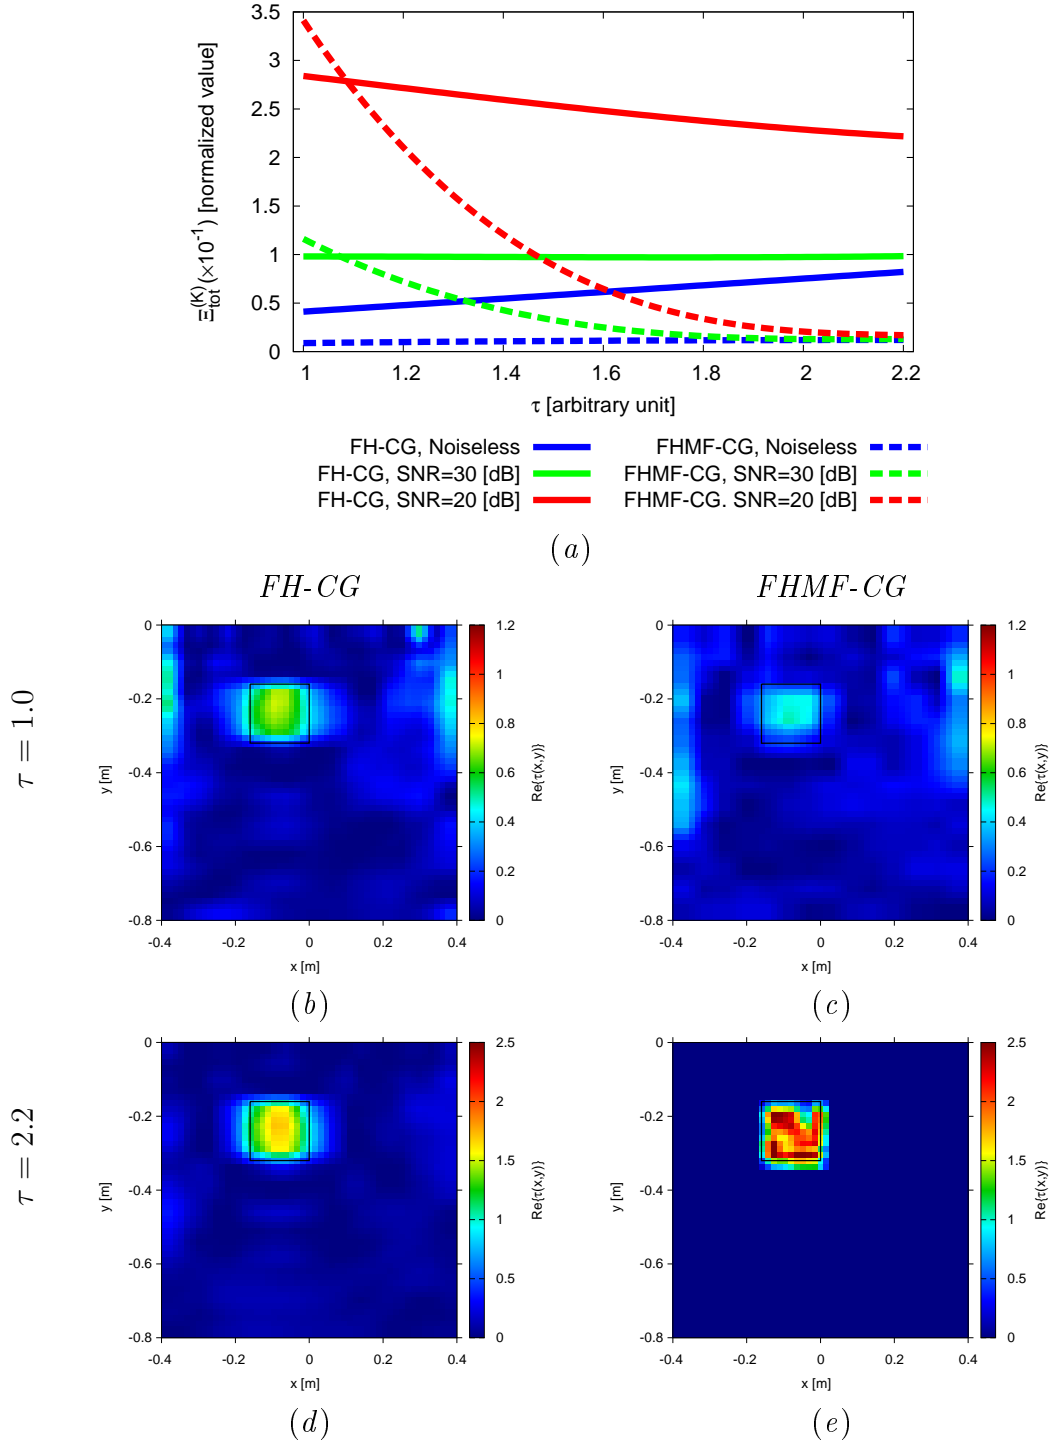 3.5
3
2.5
2
1.5
1
0.5
0
Ξ_tot^(K) (×10^-1) [normalized value]
1 1.2 1.4 1.6 1.8 2 2.2
τ [arbitrary unit]
FH-CG, Noiseless FHMF-CG, Noiseless
FH-CG, SNR=30 [dB] FHMF-CG, SNR=30 [dB]
FH-CG, SNR=20 [dB] FHMF-CG. SNR=20 [dB]
(a)
FH-CG FHMF-CG
τ = 1.0
0
-0.2
-0.4
-0.6
-0.8
y [m]
-0.4 -0.2 0 0.2 0.4
x [m]
1.2
1
0.8
0.6
0.4
0.2
0
Re{τ(x,y)}
(b)
0
-0.2
-0.4
-0.6
-0.8
y [m]
-0.4 -0.2 0 0.2 0.4
x [m]
1.2
1
0.8
0.6
0.4
0.2
0
Re{τ(x,y)}
(c)
τ = 2.2
0
-0.2
-0.4
-0.6
-0.8
y [m]
-0.4 -0.2 0 0.2 0.4
x [m]
2.5
2
1.5
1
0.5
0
Re{τ(x,y)}
(d)
0
-0.2
-0.4
-0.6
-0.8
y [m]
-0.4 -0.2 0 0.2 0.4
x [m]
2.5
2
1.5
1
0.5
0
Re{τ(x,y)}
(e)